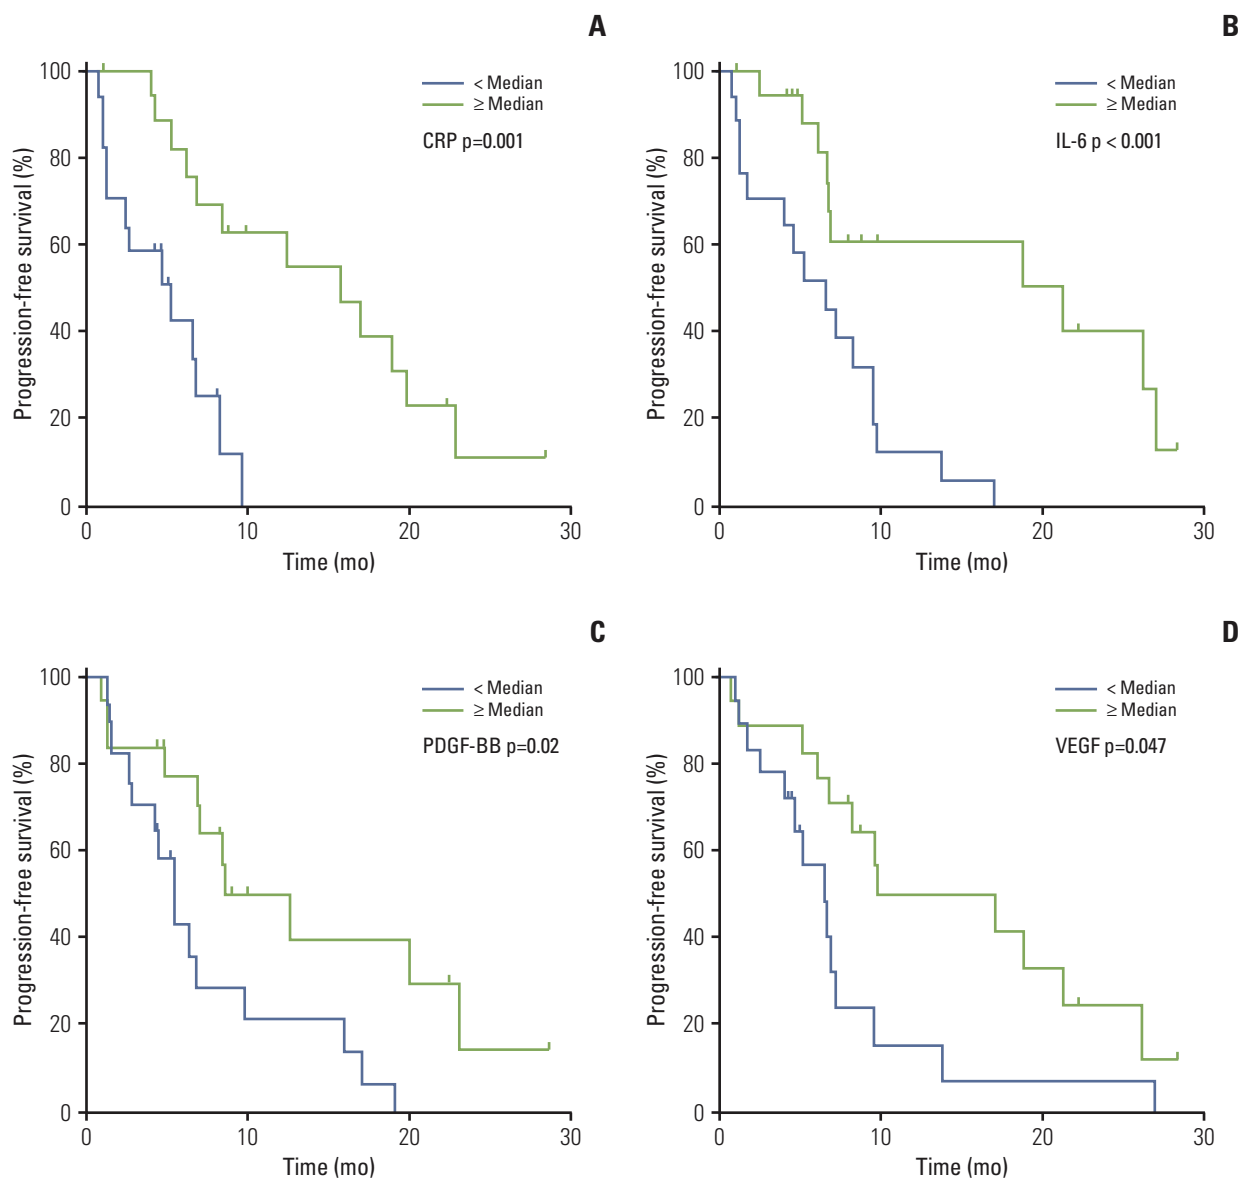 A
100
80
60
40
20
0
Progression-free survival (%)
< Median
≥ Median
CRP p=0.001
0 10 20 30
Time (mo)
B
100
80
60
40
20
0
Progression-free survival (%)
< Median
≥ Median
IL-6 p < 0.001
0 10 20 30
Time (mo)
C
100
80
60
40
20
0
Progression-free survival (%)
< Median
≥ Median
PDGF-BB p=0.02
0 10 20 30
Time (mo)
D
100
80
60
40
20
0
Progression-free survival (%)
< Median
≥ Median
VEGF p=0.047
0 10 20 30
Time (mo)